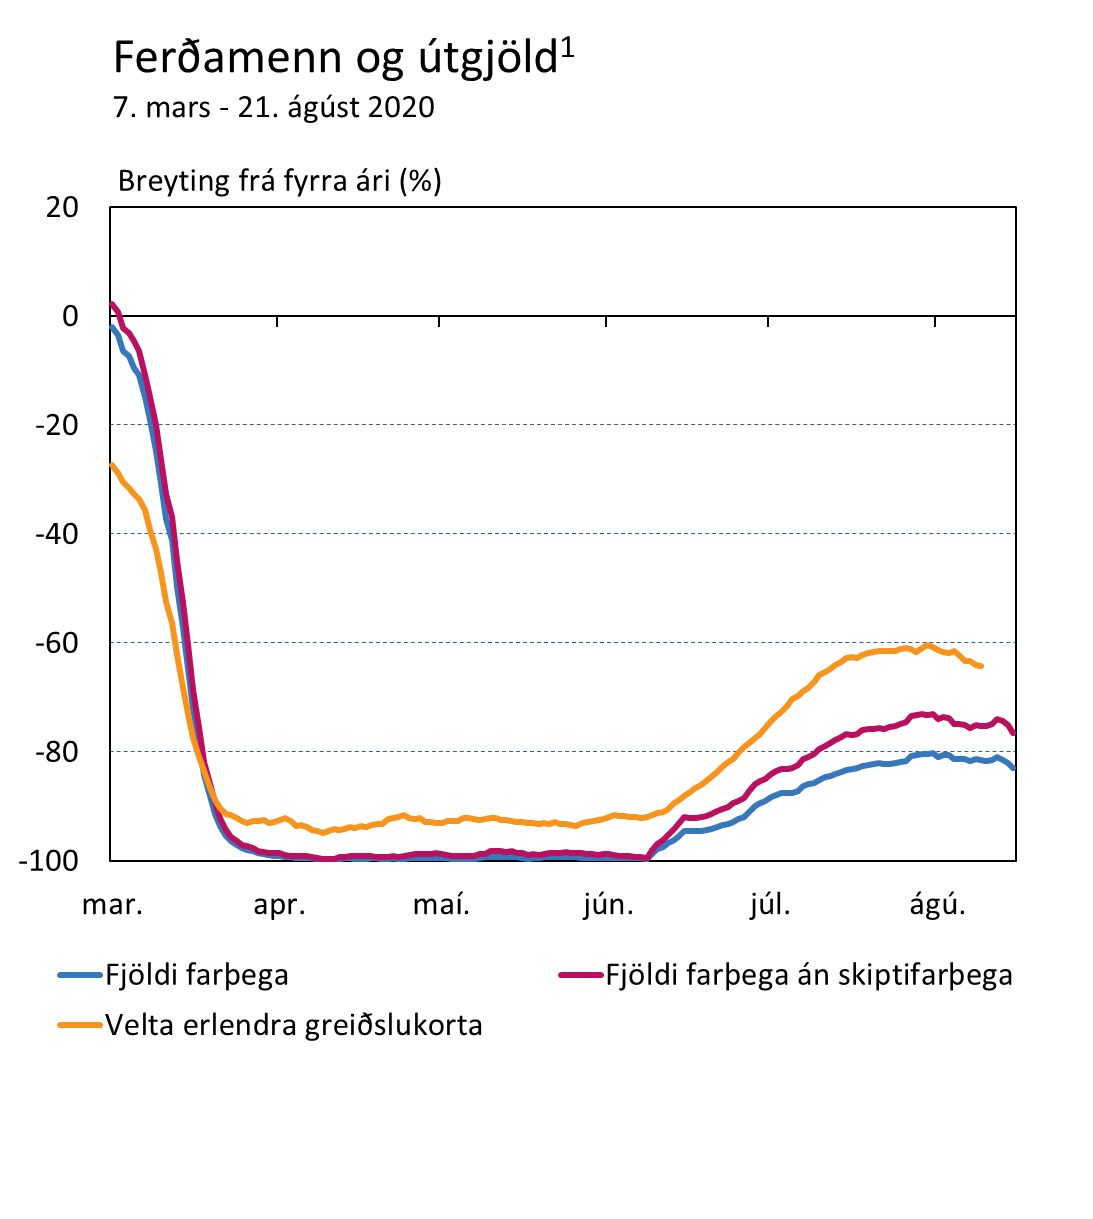 Ferðamenn og útgjöld¹
7. mars - 21. ágúst 2020
Breyting frá fyrra ári (%)
20
0
-20
-40
-60
-80
-100
mar. apr. maí. jún. júl. ágú.
Fjöldi farþega Fjöldi farþega án skiptifarþega
Velta erlendra greiðslukorta